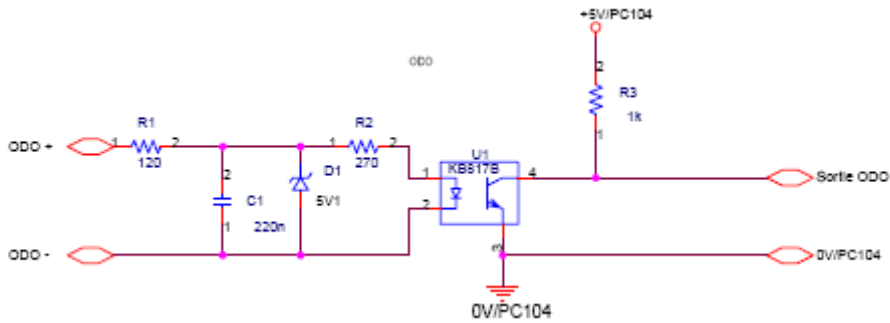 +5V/PC104
ODO
2
R3
1k
1
R1
R2
ODO +
1
2
120
1
2
270
U1
KB817B
1
4
Sortie ODO
2
C1
1
220n
D1
5V1
2
3
ODO -
0V/PC104
0V/PC104